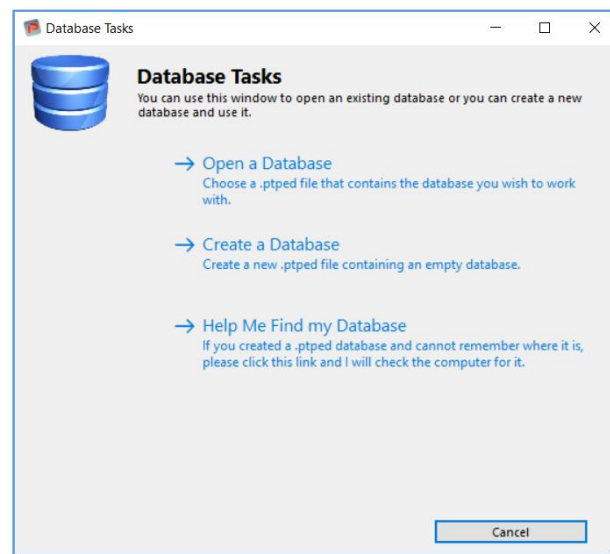 Database Tasks
Database Tasks
You can use this window to open an existing database or you can create a new
database and use it.
Open a Database
Choose a .ptped file that contains the database you wish to work
with.
Create a Database
Create a new .ptped file containing an empty database.
Help Me Find my Database
If you created a .ptped database and cannot remember where it is,
please click this link and I will check the computer for it.
Cancel